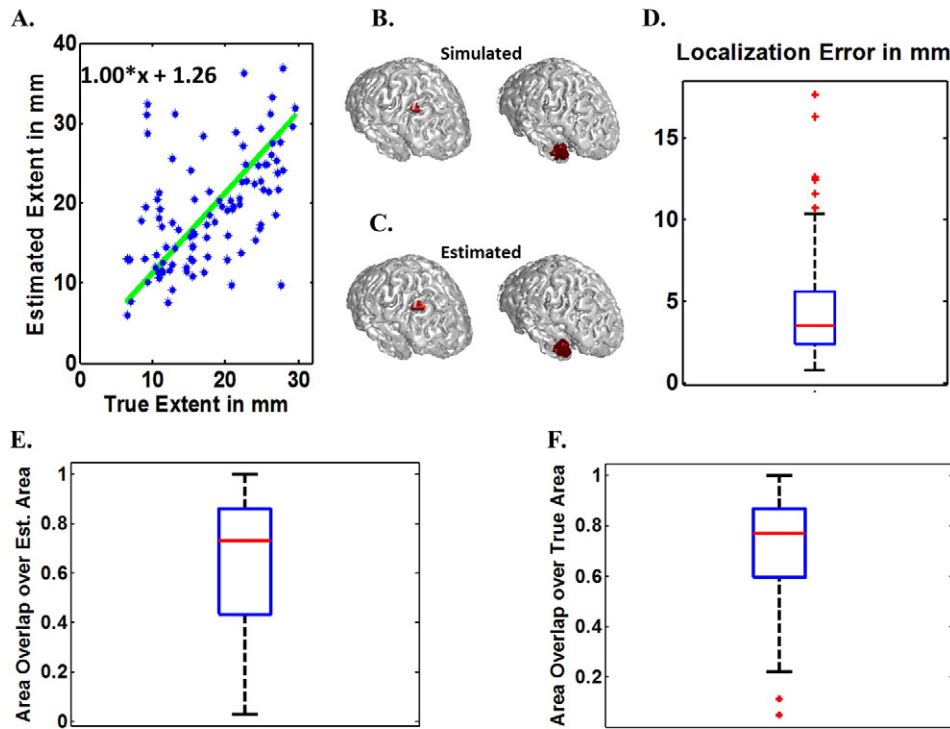 A.
40
30
20
10
0
1.00*x + 1.26
Estimated Extent in mm
0 10 20 30
True Extent in mm
B.
Simulated
C.
Estimated
D.
Localization Error in mm
15
10
5
0
E.
Area Overlap over Est. Area
1
0.8
0.6
0.4
0.2
0
F.
Area Overlap over True Area
1
0.8
0.6
0.4
0.2